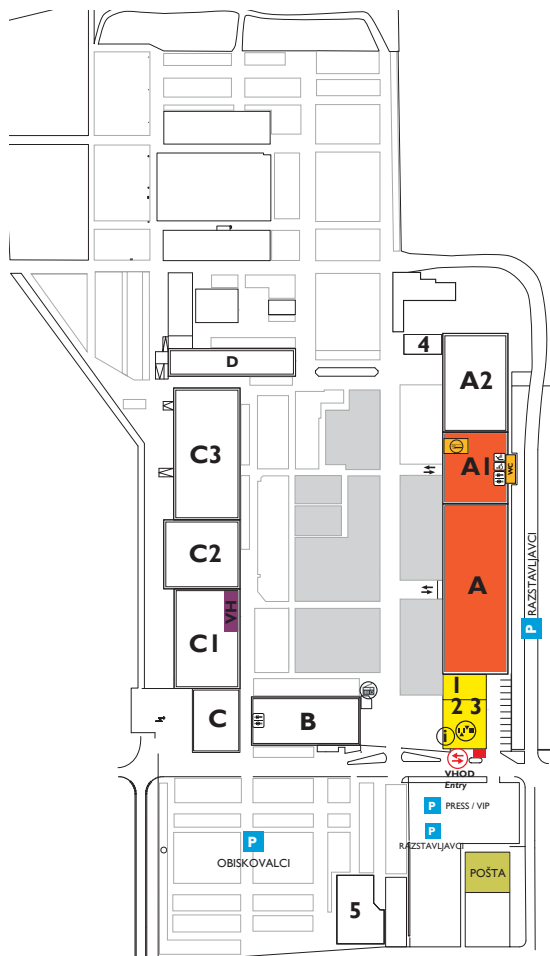 4
D
A2
C3
A1
WC
C2
A
P RAZSTAVLJAVCI
VH
C1
1
2 3
C
B
i
VHOD
Entry
P PRESS / VIP
P
RAZSTAVLJAVCI
P
OBISKOVALCI
POŠTA
5